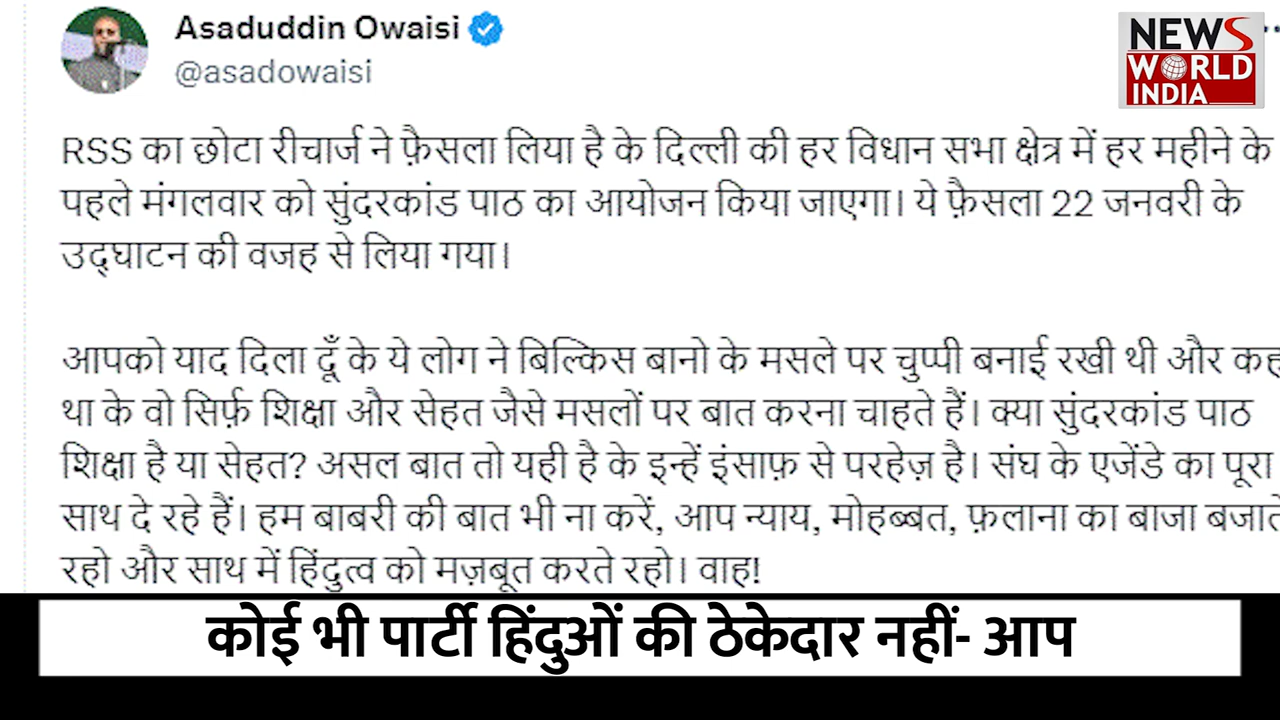 Asaduddin Owaisi
@asadowaisi
NEWS
WORLD
INDIA
RSS का छोटा रीचार्ज ने फ़ैसला लिया है के दिल्ली की हर विधान सभा क्षेत्र में हर महीने के
पहले मंगलवार को सुंदरकांड पाठ का आयोजन किया जाएगा। ये फ़ैसला 22 जनवरी के
उद्घाटन की वजह से लिया गया।
आपको याद दिला दूँ के ये लोग ने बिल्किस बानो के मसले पर चुप्पी बनाई रखी थी और कह
था के वो सिर्फ़ शिक्षा और सेहत जैसे मसलों पर बात करना चाहते हैं। क्या सुंदरकांड पाठ
शिक्षा है या सेहत? असल बात तो यही है के इन्हें इंसाफ़ से परहेज़ है। संघ के एजेंडे का पूरा
साथ दे रहे हैं। हम बाबरी की बात भी ना करें, आप न्याय, मोहब्बत, फ़लाना का बाजा बजाते
रहो और साथ में हिंदुत्व को मज़बूत करते रहो। वाह!
कोई भी पार्टी हिंदुओं की ठेकेदार नहीं- आप